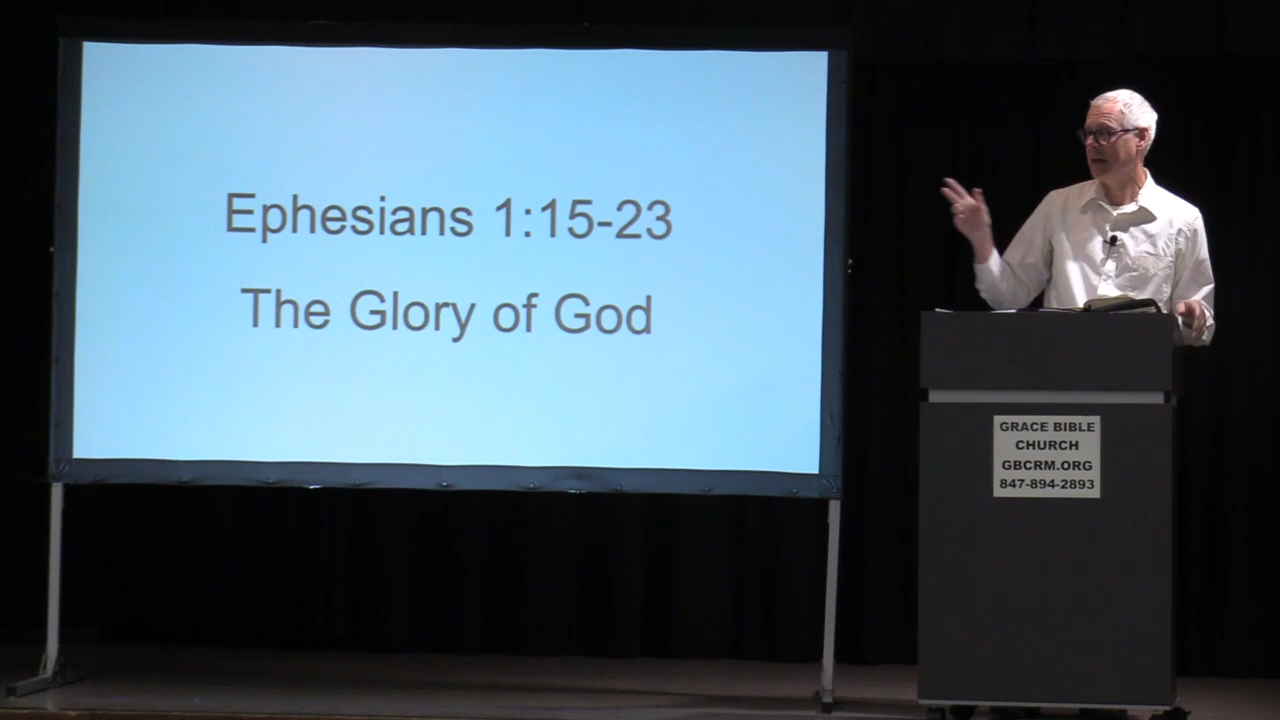 Ephesians 1:15-23
The Glory of God
GRACE BIBLE
CHURCH
GBCRM.ORG
847-894-2893